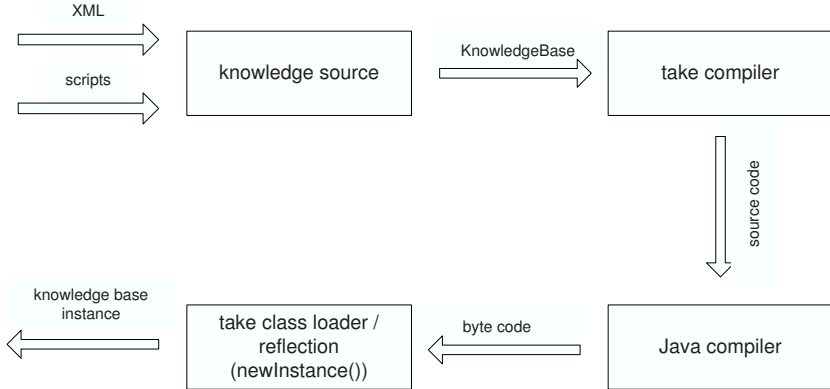 XML
scripts
knowledge source
KnowledgeBase
take compiler
source code
knowledge base
instance
take class loader /
reflection
(newInstance())
byte code
Java compiler